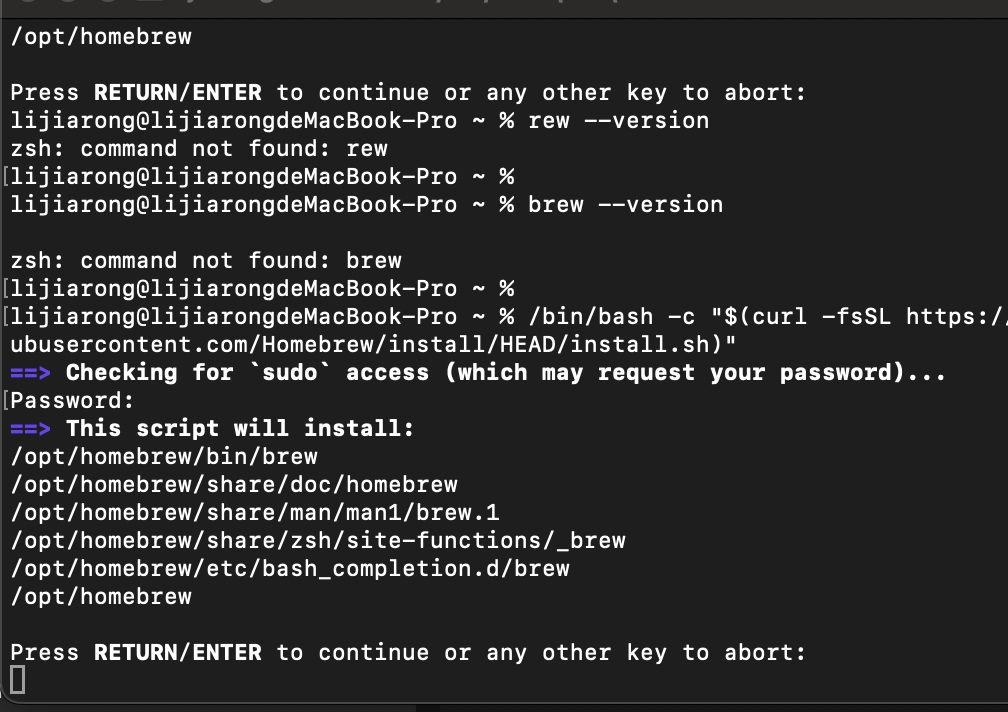 /opt/homebrew
Press RETURN/ENTER to continue or any other key to abort:
lijiarong@lijiarongdeMacBook-Pro ~ % rew --version
zsh: command not found: rew
[lijiarong@lijiarongdeMacBook-Pro ~ %
lijiarong@lijiarongdeMacBook-Pro ~ % brew --version
zsh: command not found: brew
[lijiarong@lijiarongdeMacBook-Pro ~ %
[lijiarong@lijiarongdeMacBook-Pro ~ % /bin/bash -c "$(curl -fsSL https:/
ubusercontent.com/Homebrew/install/HEAD/install.sh)"
==> Checking for `sudo` access (which may request your password)...
[Password:
==> This script will install:
/opt/homebrew/bin/brew
/opt/homebrew/share/doc/homebrew
/opt/homebrew/share/man/man1/brew.1
/opt/homebrew/share/zsh/site-functions/_brew
/opt/homebrew/etc/bash_completion.d/brew
/opt/homebrew
Press RETURN/ENTER to continue or any other key to abort: